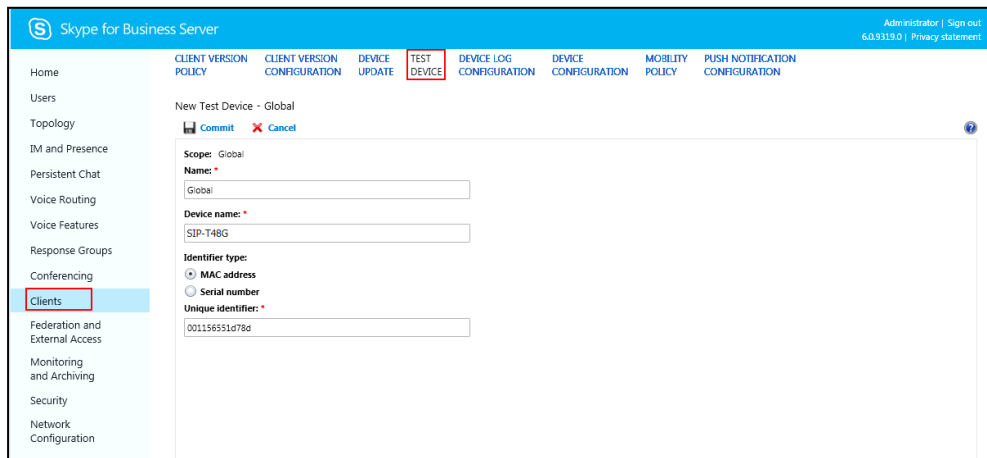 S Skype for Business Server
Administrator | Sign out
6.0.9319.0 | Privacy statement
Home
Users
Topology
IM and Presence
Persistent Chat
Voice Routing
Voice Features
Response Groups
Conferencing
Clients
Federation and
External Access
Monitoring
and Archiving
Security
Network
Configuration
CLIENT VERSION
POLICY
CLIENT VERSION
CONFIGURATION
DEVICE
UPDATE
TEST
DEVICE
DEVICE LOG
CONFIGURATION
DEVICE
CONFIGURATION
MOBILITY
POLICY
PUSH NOTIFICATION
CONFIGURATION
New Test Device - Global
Commit
Cancel
?
Scope: Global
Name: *
Global
Device name: *
SIP-T48G
Identifier type:
MAC address
Serial number
Unique identifier: *
001156551d78d